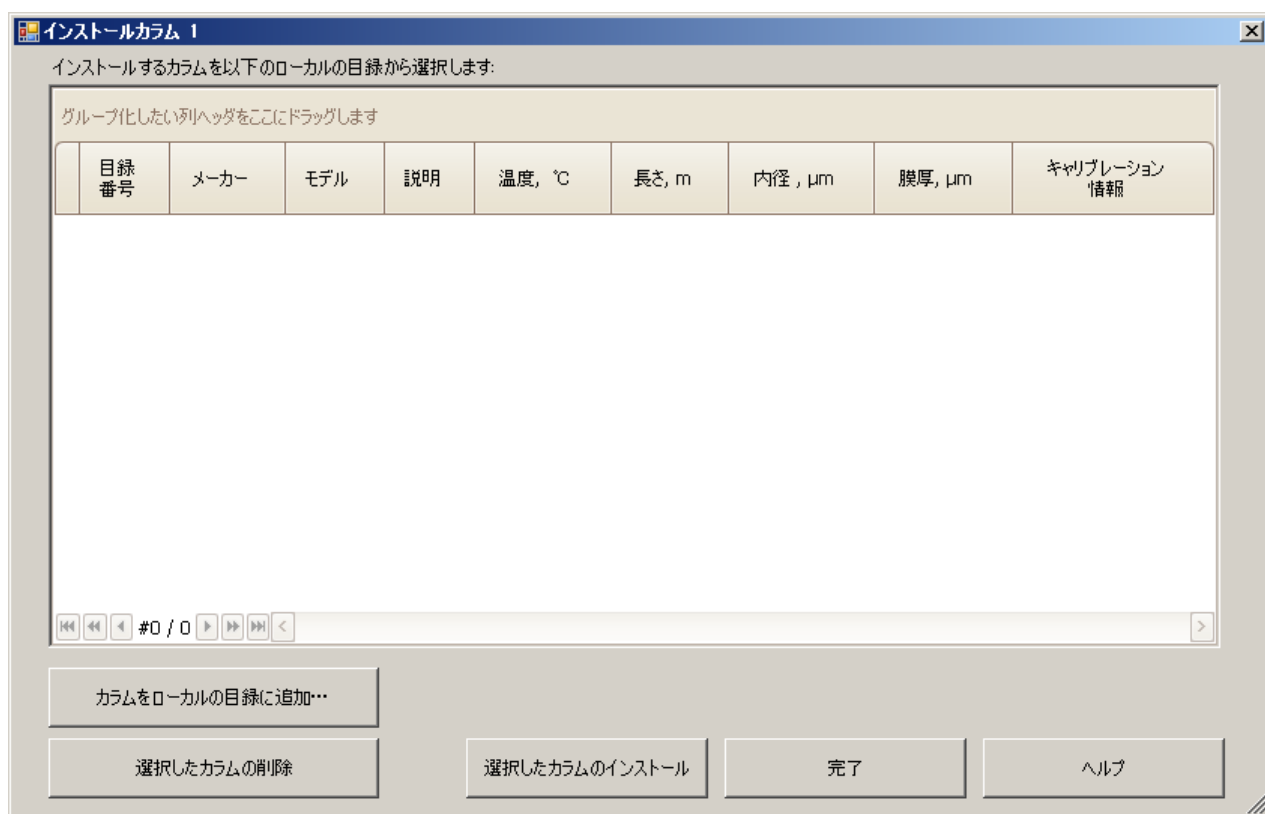 インストールカラム 1
インストールするカラムを以下のローカルの目録から選択します:
グループ化したい列ヘッダをここにドラッグします
目録
番号
メーカー
モデル
説明
温度, ℃
長さ, m
内径 , μm
膜厚, μm
キャリブレーション
情報
#0 / 0
カラムをローカルの目録に追加…
選択したカラムの削除
選択したカラムのインストール
完了
ヘルプ